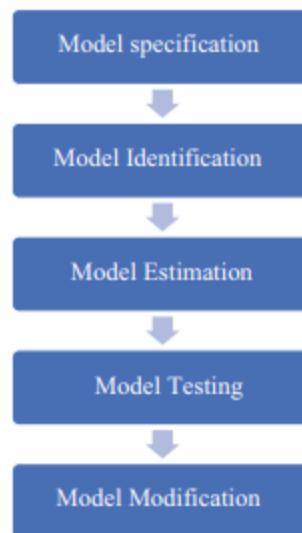 Model specification
Model Identification
Model Estimation
Model Testing
Model Modification